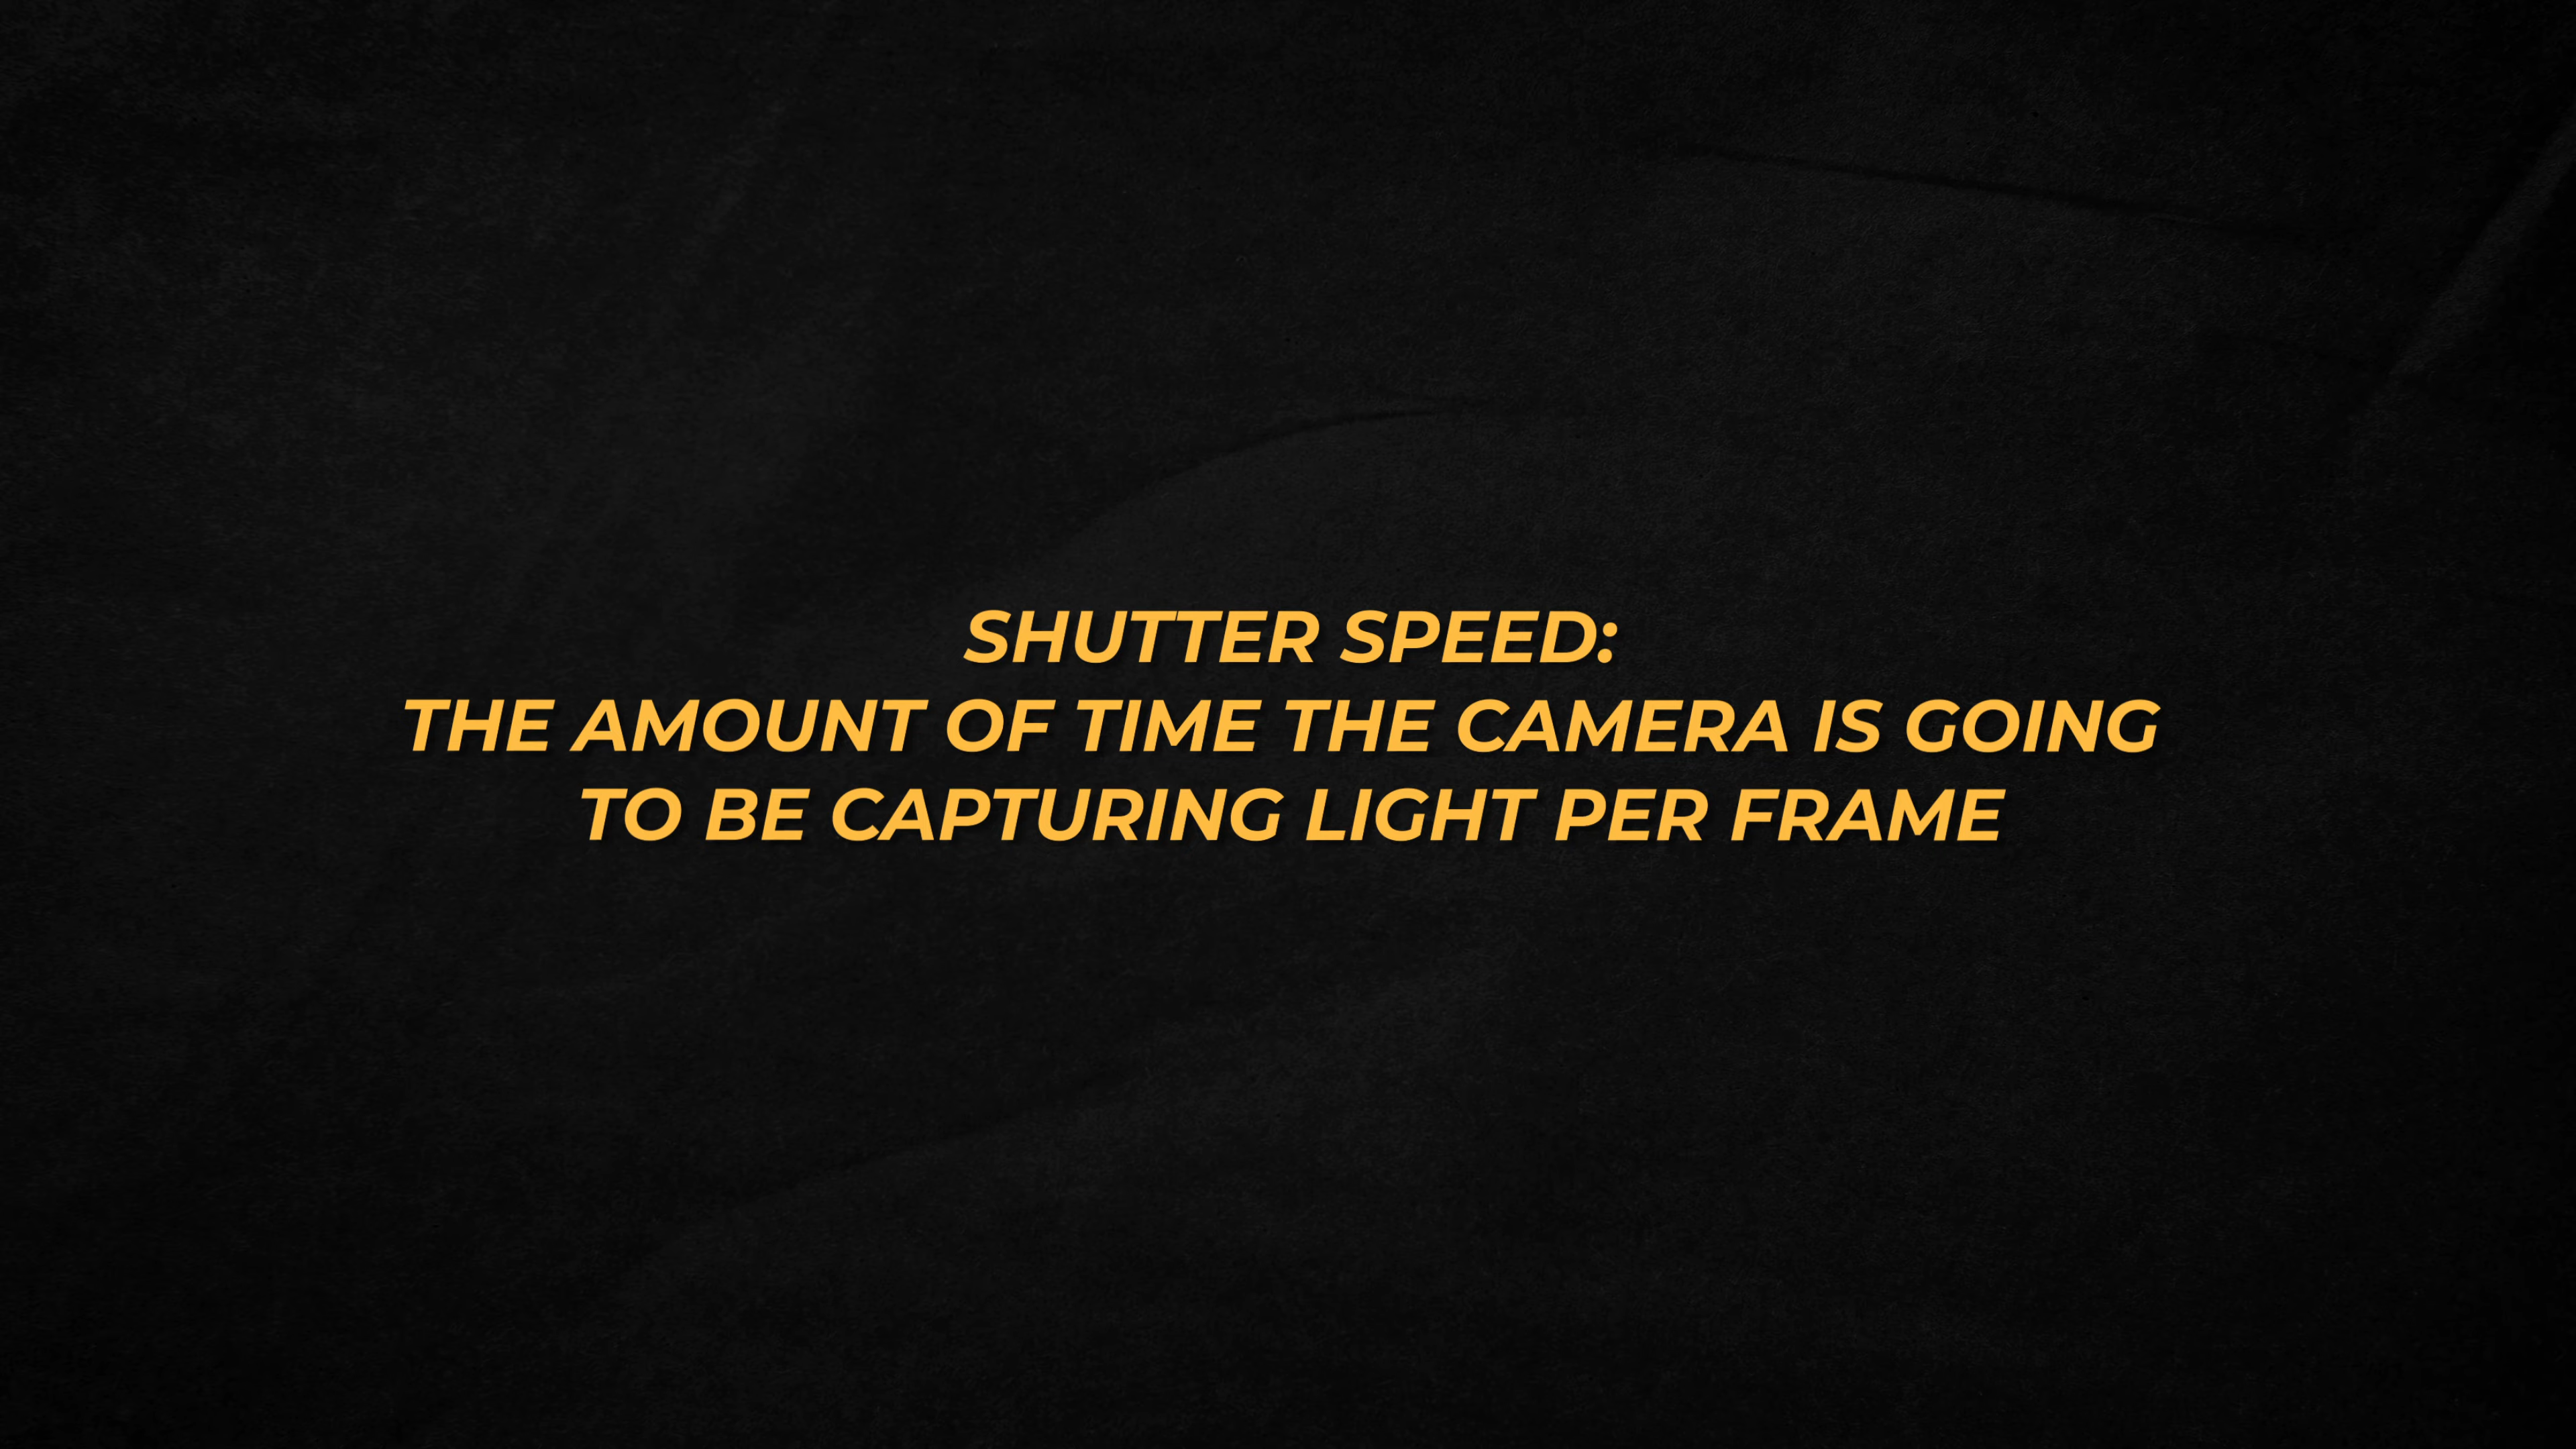 SHUTTER SPEED:
THE AMOUNT OF TIME THE CAMERA IS GOING
TO BE CAPTURING LIGHT PER FRAME